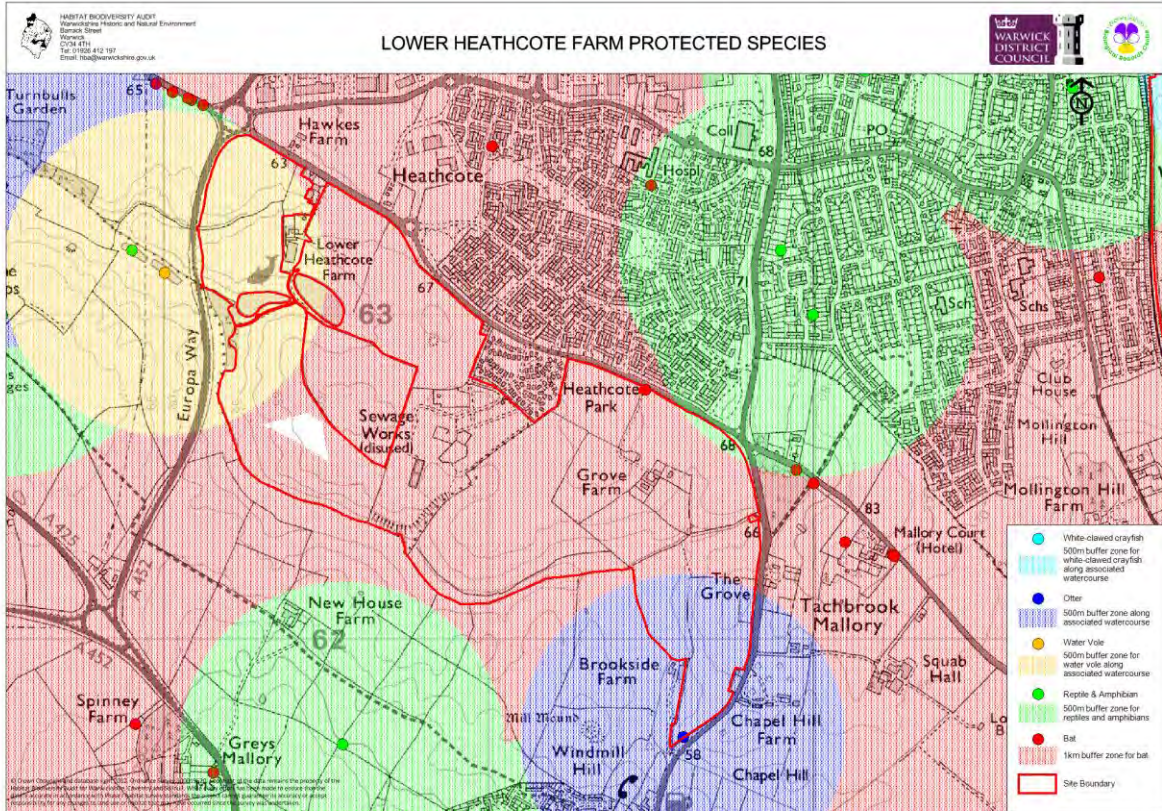 HABITAT BIODIVERSITY AUDIT
Warwickshire Historic and Natural Environment
Barrack Street
Warwick
CV34 4TH
Tel: 01926 412 197
Email: hba@warwickshire.gov.uk
LOWER HEATHCOTE FARM PROTECTED SPECIES
WARWICK
DISTRICT
COUNCIL
N
Turnbulls
Garden
65
Hawkes
Farm
63
Heathcote
Coll
PO
68
Hospl
Lower
Heathcote
Farm
67
63
71
Sch
Schs
Europa Way
Club
House
Mollington
Hill
Heathcote
Park
Sewage
Works
(disused)
68
Grove
Farm
Mollington Hill
Farm
83
66
Mallory Court
(Hotel)
A 425
A 452
The
Grove
Tachbrook
Mallory
New House
Farm
62
A 452
Brookside
Farm
Squab
Hall
Spinney
Farm
Mill Mound
Chapel Hill
Farm
Greys
Mallory
Windmill
Hill
58
Chapel Hill
White-clawed crayfish
500m buffer zone for
white-clawed crayfish
along associated
watercourse
Otter
500m buffer zone along
associated watercourse
Water Vole
500m buffer zone for
water vole along
associated watercourse
Reptile & Amphibian
500m buffer zone for
reptiles and amphibians
Bat
1km buffer zone for bat
Site Boundary